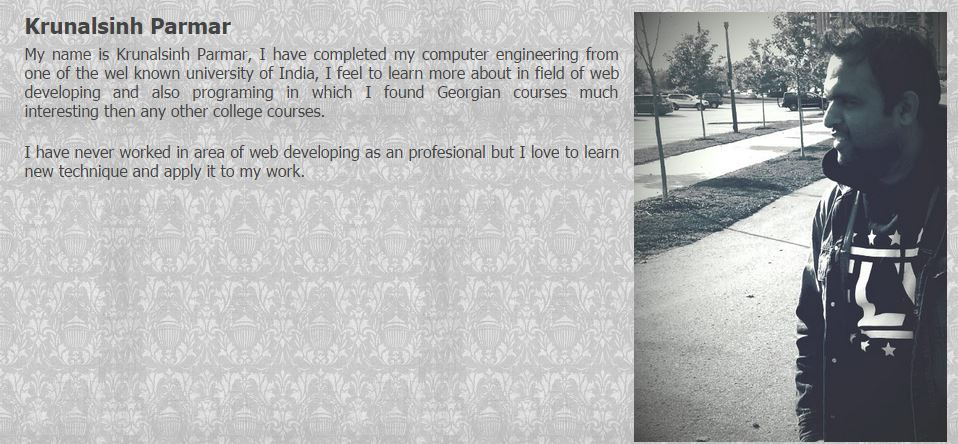 Krunalsinh Parmar
My name is Krunalsinh Parmar, I have completed my computer engineering from
one of the wel known university of India, I feel to learn more about in field of web
developing and also programing in which I found Georgian courses much
interesting then any other college courses.
I have never worked in area of web developing as an profesional but I love to learn
new technique and apply it to my work.